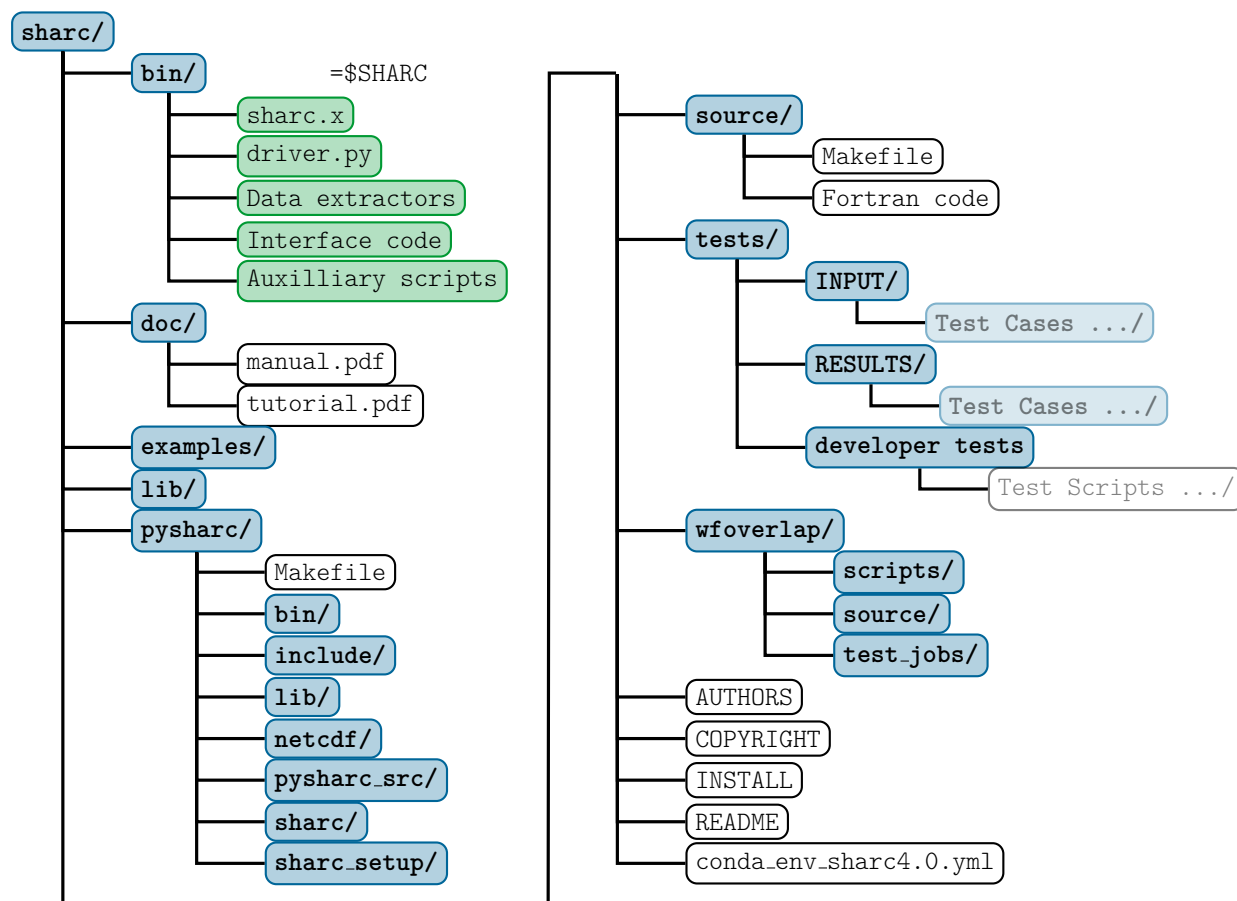 sharc/
bin/ =$SHARC
sharc.x
driver.py
Data extractors
Interface code
Auxilliary scripts
doc/
manual.pdf
tutorial.pdf
examples/
lib/
pysharc/
Makefile
bin/
include/
lib/
netcdf/
pysharc_src/
sharc/
sharc_setup/
source/
Makefile
Fortran code
tests/
INPUT/
Test Cases .../
RESULTS/
Test Cases .../
developer tests
Test Scripts .../
wfoverlap/
scripts/
source/
test_jobs/
AUTHORS
COPYRIGHT
INSTALL
README
conda_env_sharc4.0.yml